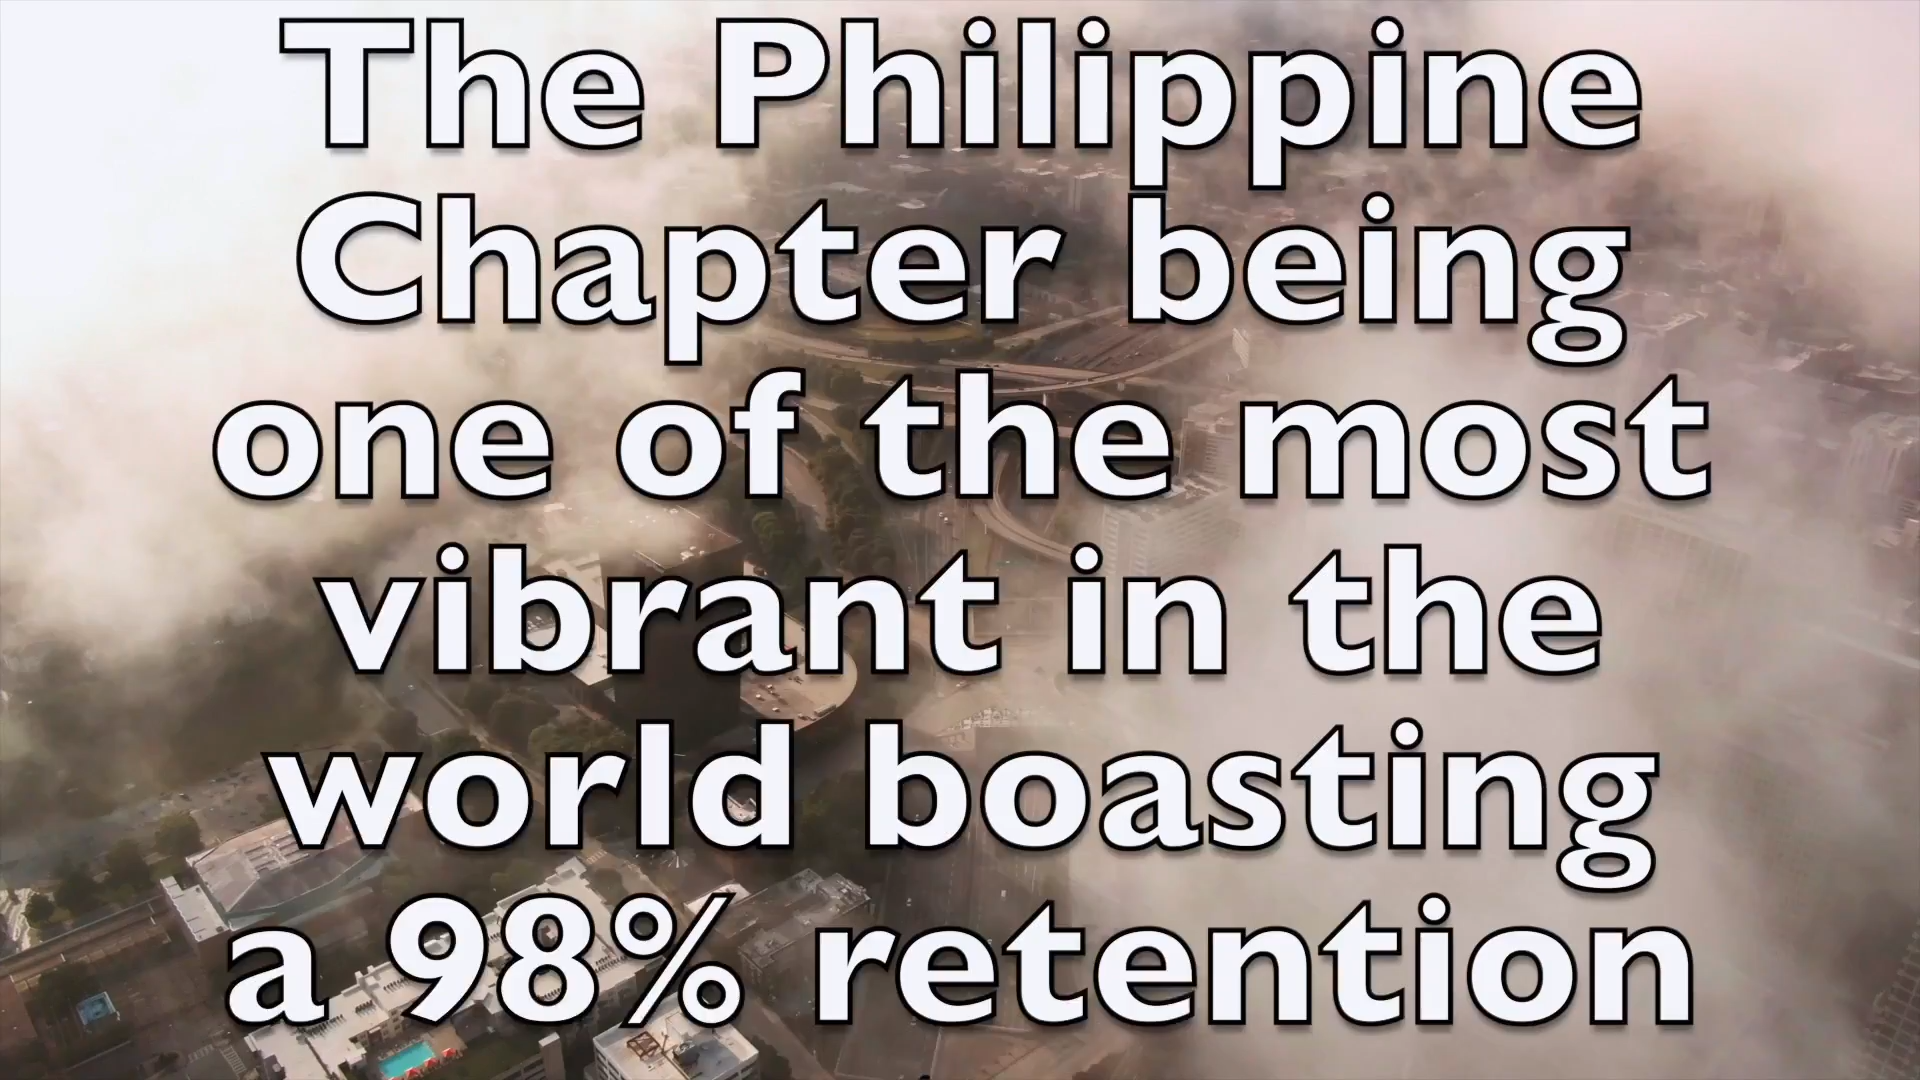 The Philippine
Chapter being
one of the most
vibrant in the
world boasting
a 98% retention